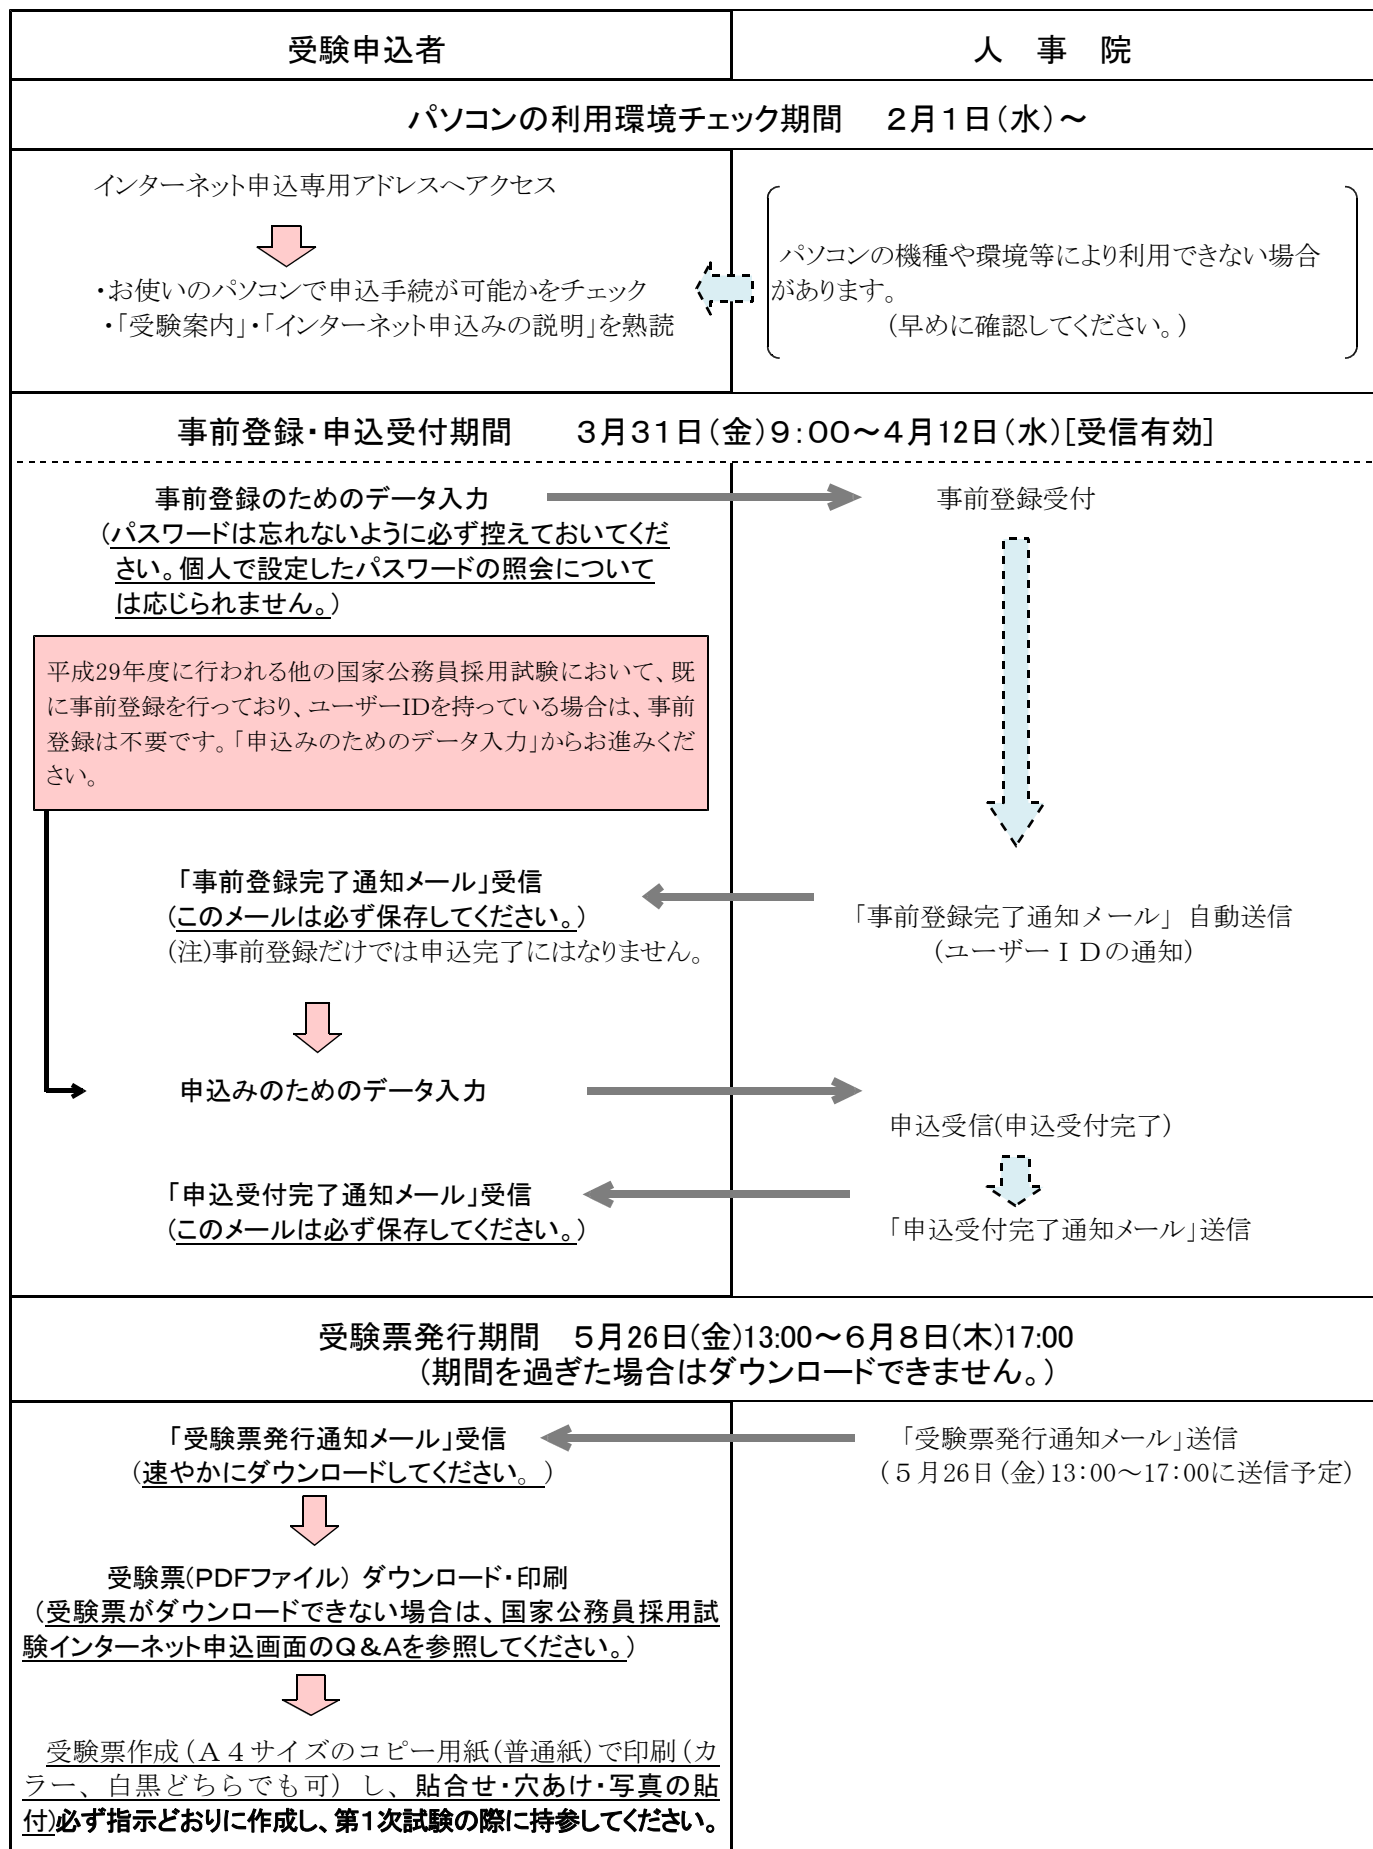 受験申込者
人　事　院
パソコンの利用環境チェック期間　２月１日（水）～
インターネット申込専用アドレスへアクセス
・お使いのパソコンで申込手続が可能かをチェック
・「受験案内」・「インターネット申込みの説明」を熟読
パソコンの機種や環境等により利用できない場合
があります。
（早めに確認してください。）
事前登録・申込受付期間　３月３１日（金）９：００～４月12日（水）［受信有効］
事前登録のためのデータ入力
（パスワードは忘れないように必ず控えておいてくだ
さい。個人で設定したパスワードの照会について
は応じられません。）
事前登録受付
平成29年度に行われる他の国家公務員採用試験において、既
に事前登録を行っており、ユーザーIDを持っている場合は、事前
登録は不要です。「申込みのためのデータ入力」からお進みくだ
さい。
「事前登録完了通知メール」受信
（このメールは必ず保存してください。）
(注)事前登録だけでは申込完了にはなりません。
「事前登録完了通知メール」自動送信
（ユーザーＩＤの通知）
申込みのためのデータ入力
申込受信(申込受付完了)
「申込受付完了通知メール」受信
（このメールは必ず保存してください。）
「申込受付完了通知メール」送信
受験票発行期間　５月26日(金)13:00～６月８日(木)17:00
（期間を過ぎた場合はダウンロードできません。）
「受験票発行通知メール」受信
（速やかにダウンロードしてください。）
「受験票発行通知メール」送信
（５月26日（金）13：00～17：00に送信予定）
受験票(PDFファイル）ダウンロード・印刷
（受験票がダウンロードできない場合は、国家公務員採用試
験インターネット申込画面のＱ＆Ａを参照してください。）
受験票作成（Ａ４サイズのコピー用紙(普通紙)で印刷（カ
ラー、白黒どちらでも可）し、貼合せ・穴あけ・写真の貼
付)必ず指示どおりに作成し、第１次試験の際に持参してください。